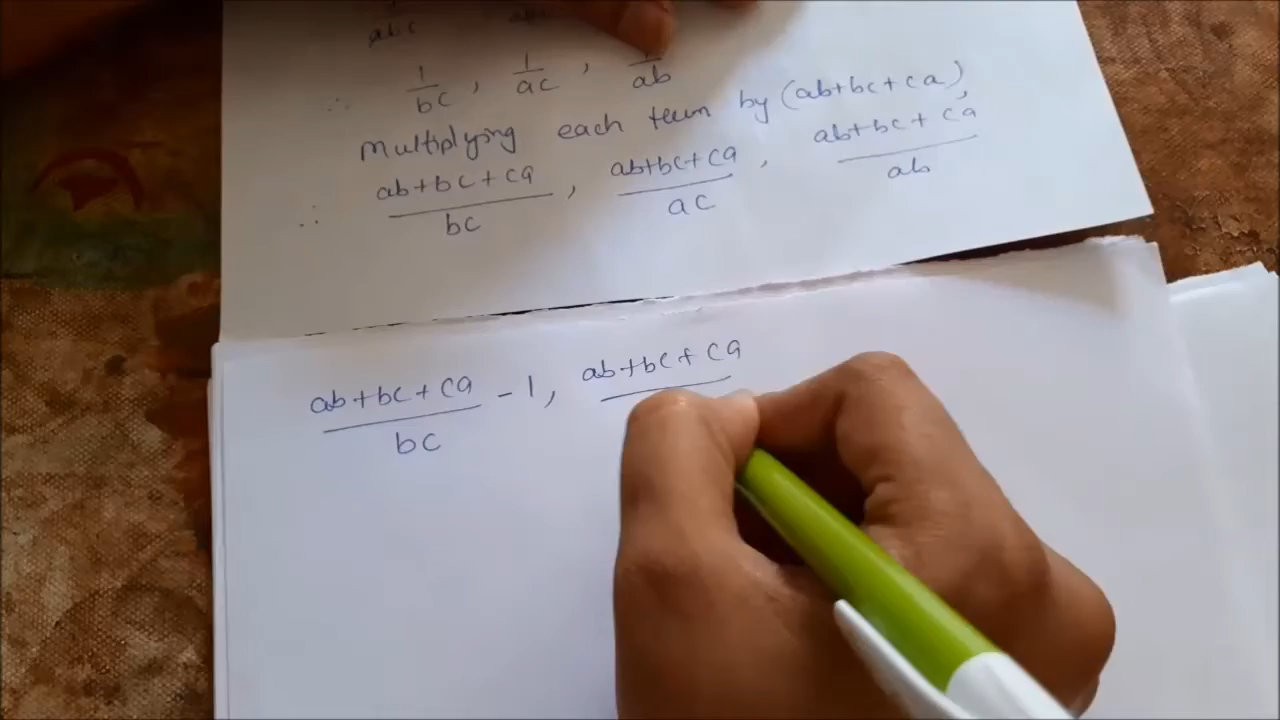 abc
∴ 1/bc, 1/ac, 1/ab
Multiplying each term by (ab+bc+ca),
∴ ab+bc+ca/bc, ab+bc+ca/ac, ab+bc+ca/ab
ab+bc+ca/bc - 1, ab+bc+ca